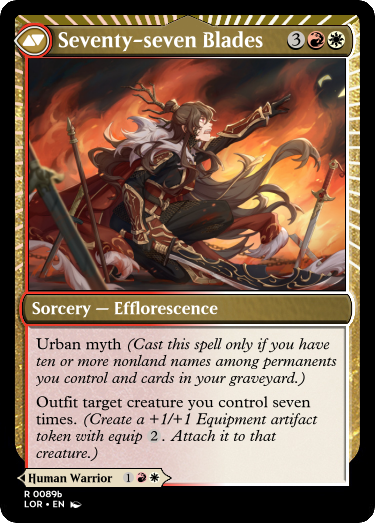 Seventy-seven Blades 3
Sorcery — Efflorescence
Urban myth (Cast this spell only if you have
ten or more nonland names among permanents
you control and cards in your graveyard.)
Outfit target creature you control seven
times. (Create a +1/+1 Equipment artifact
token with equip 2. Attach it to that
creature.)
Human Warrior 1
R 0089b
LOR • EN